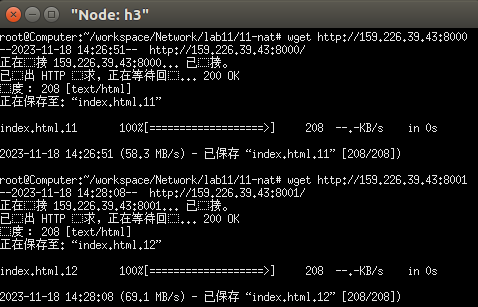 "Node: h3"
root@Computer:~/workspace/Network/lab11/11-nat# wget http://159.226.39.43:8000
--2023-11-18 14:26:51-- http://159.226.39.43:8000/
正在⬚接 159.226.39.43:8000... 已⬚接。
已⬚出 HTTP ⬚求，正在等待回⬚... 200 OK
⬚度： 208 [text/html]
正在保存至: “index.html.11”
index.html.11 100%[===================>] 208 --.-KB/s in 0s
2023-11-18 14:26:51 (58.3 MB/s) - 已保存 “index.html.11” [208/208])
root@Computer:~/workspace/Network/lab11/11-nat# wget http://159.226.39.43:8001
--2023-11-18 14:28:08-- http://159.226.39.43:8001/
正在⬚接 159.226.39.43:8001... 已⬚接。
已⬚出 HTTP ⬚求，正在等待回⬚... 200 OK
⬚度： 208 [text/html]
正在保存至: “index.html.12”
index.html.12 100%[===================>] 208 --.-KB/s in 0s
2023-11-18 14:28:08 (69.1 MB/s) - 已保存 “index.html.12” [208/208])